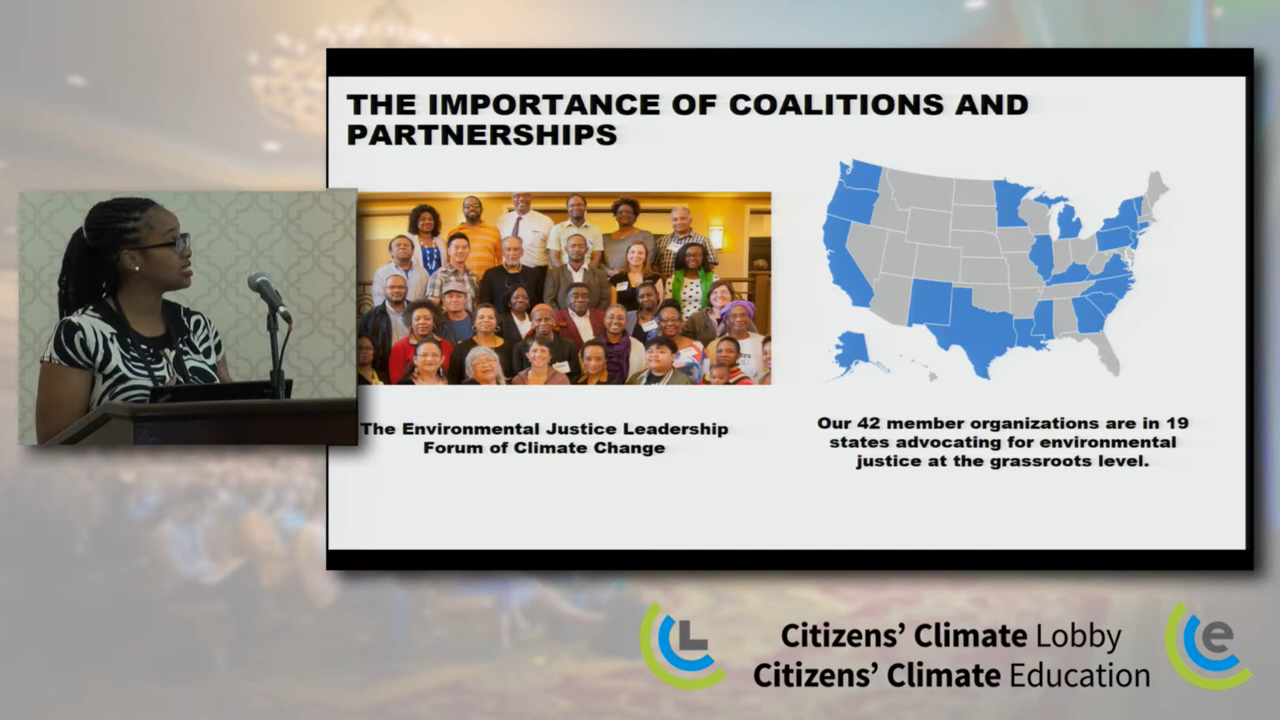 THE IMPORTANCE OF COALITIONS AND
PARTNERSHIPS
The Environmental Justice Leadership
Forum of Climate Change
Our 42 member organizations are in 19
states advocating for environmental
justice at the grassroots level.
L
Citizens' Climate Lobby
Citizens' Climate Education
e